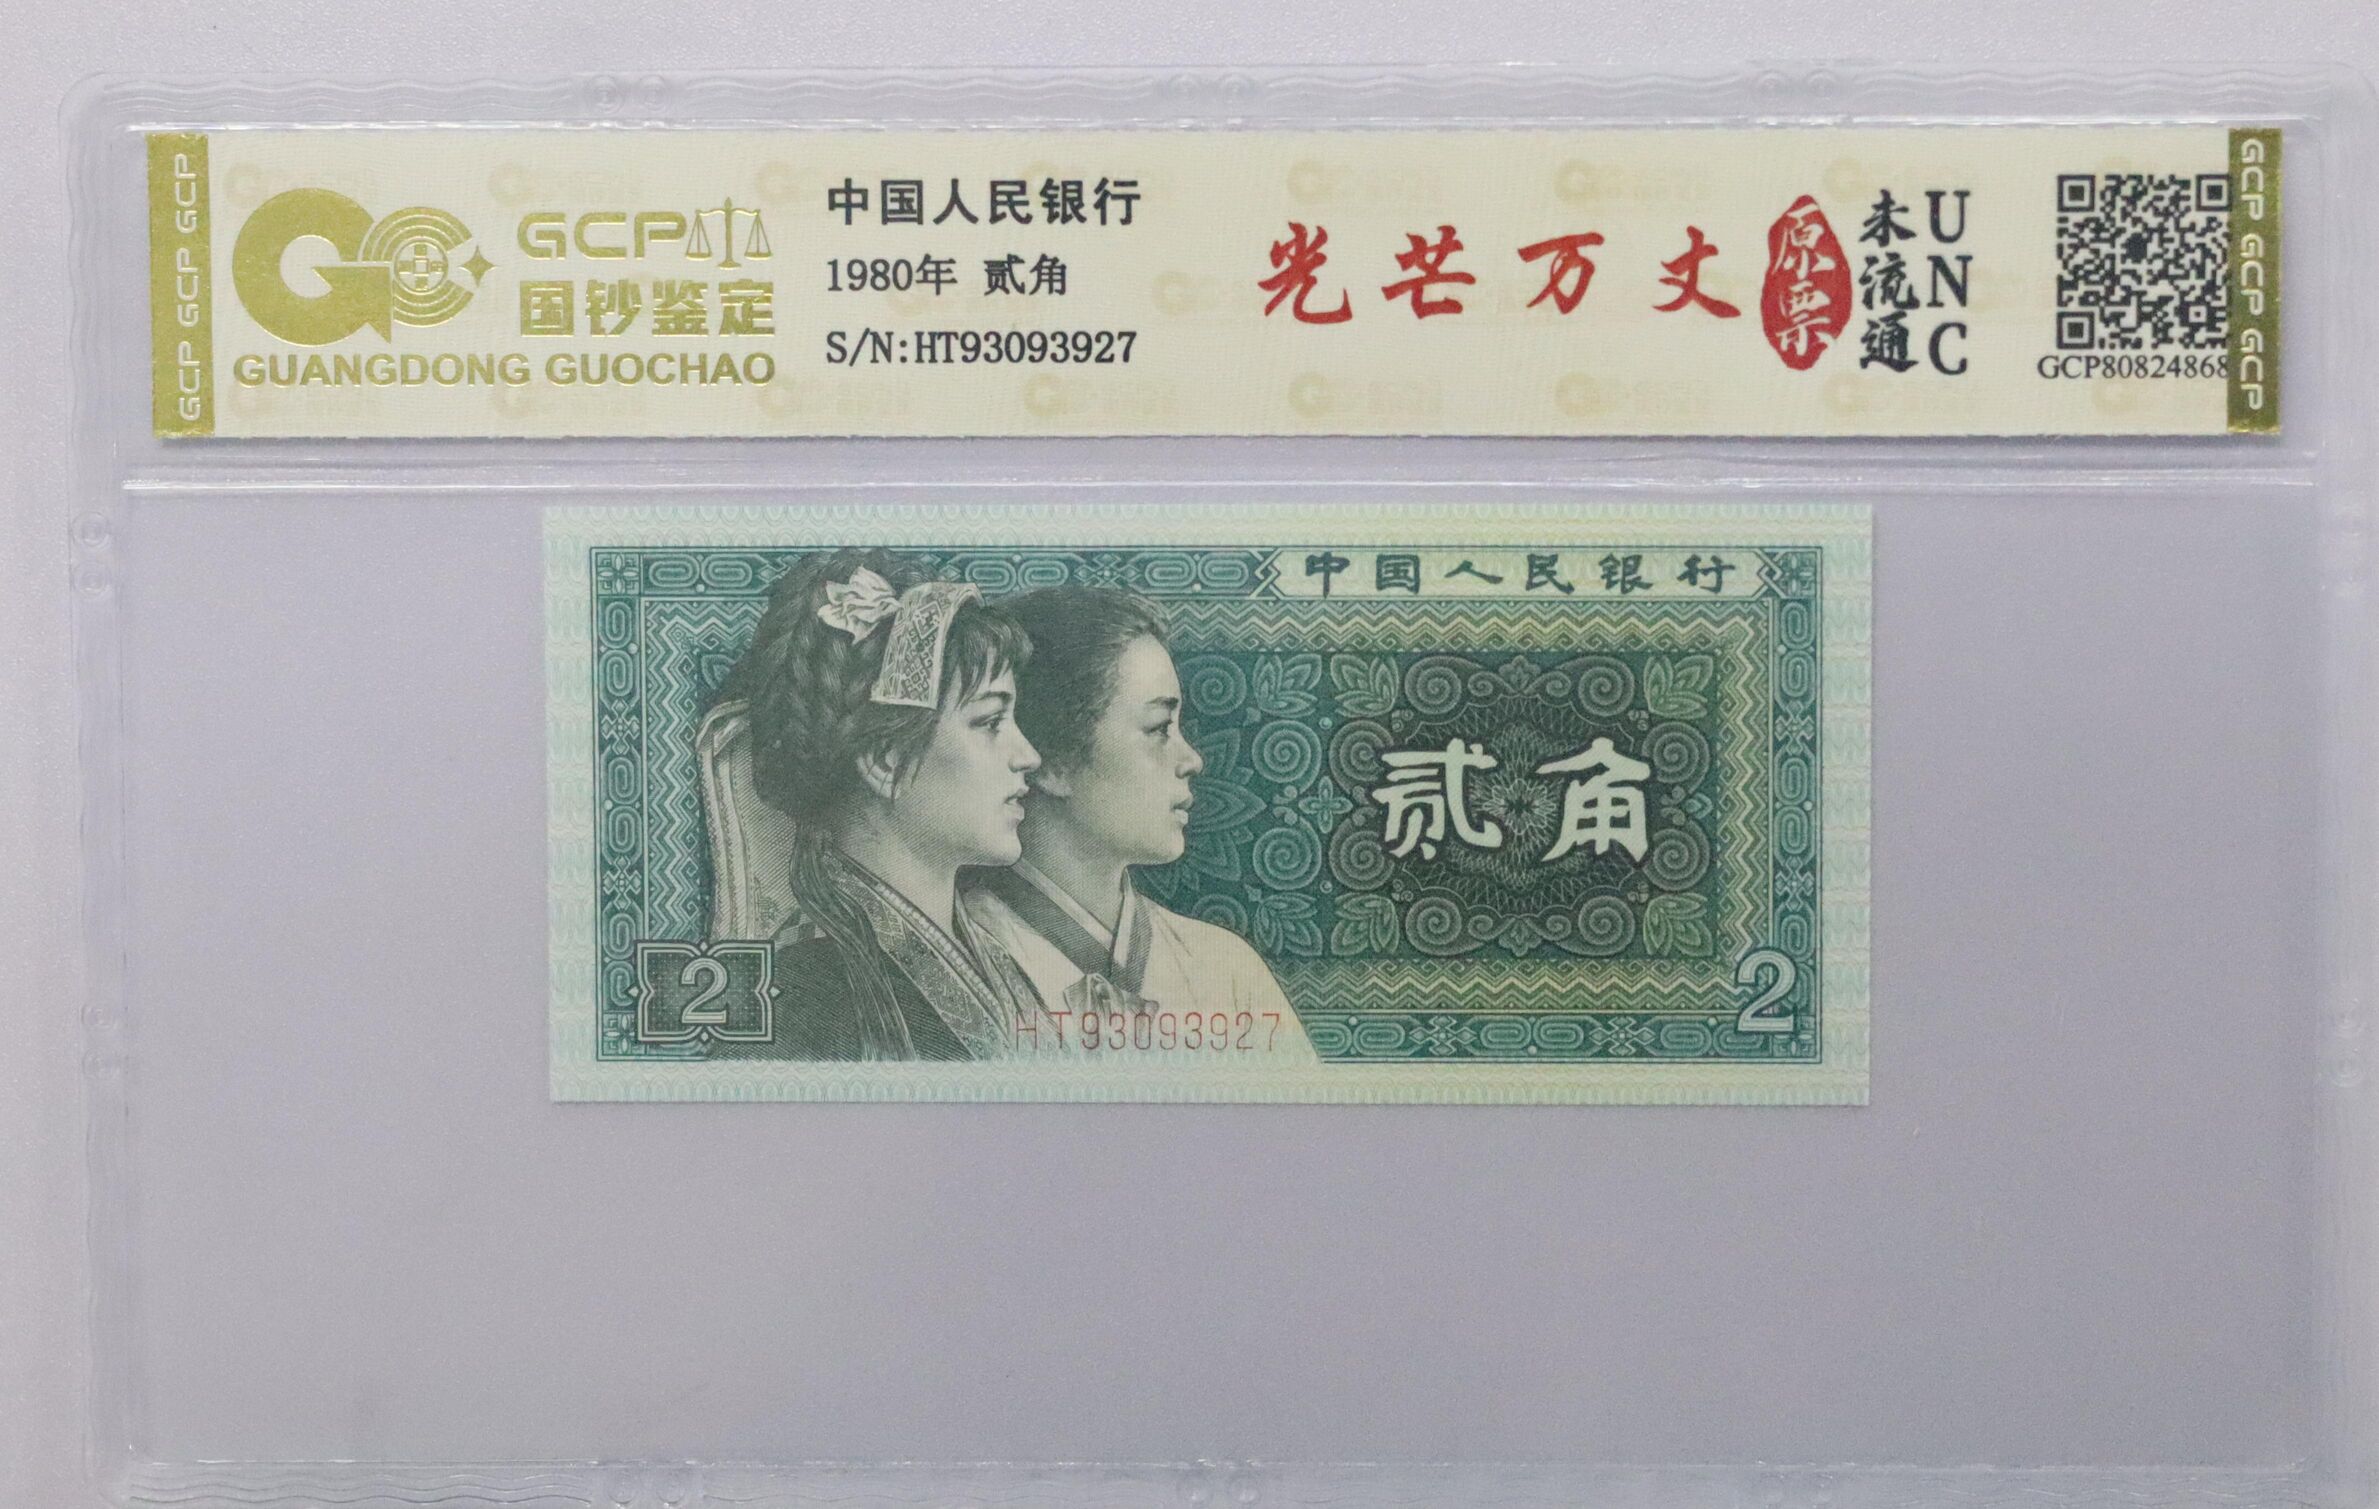 GCP GCP GCP
GCP
国钞鉴定
GUANGDONG GUOCHAO
中国人民银行
1980年 贰角
S/N:HT93093927
光芒万丈
原票
未流通
UNC
GCP80824868
GCP GCP GCP
中国人民银行
贰角
2
HT93093927
2